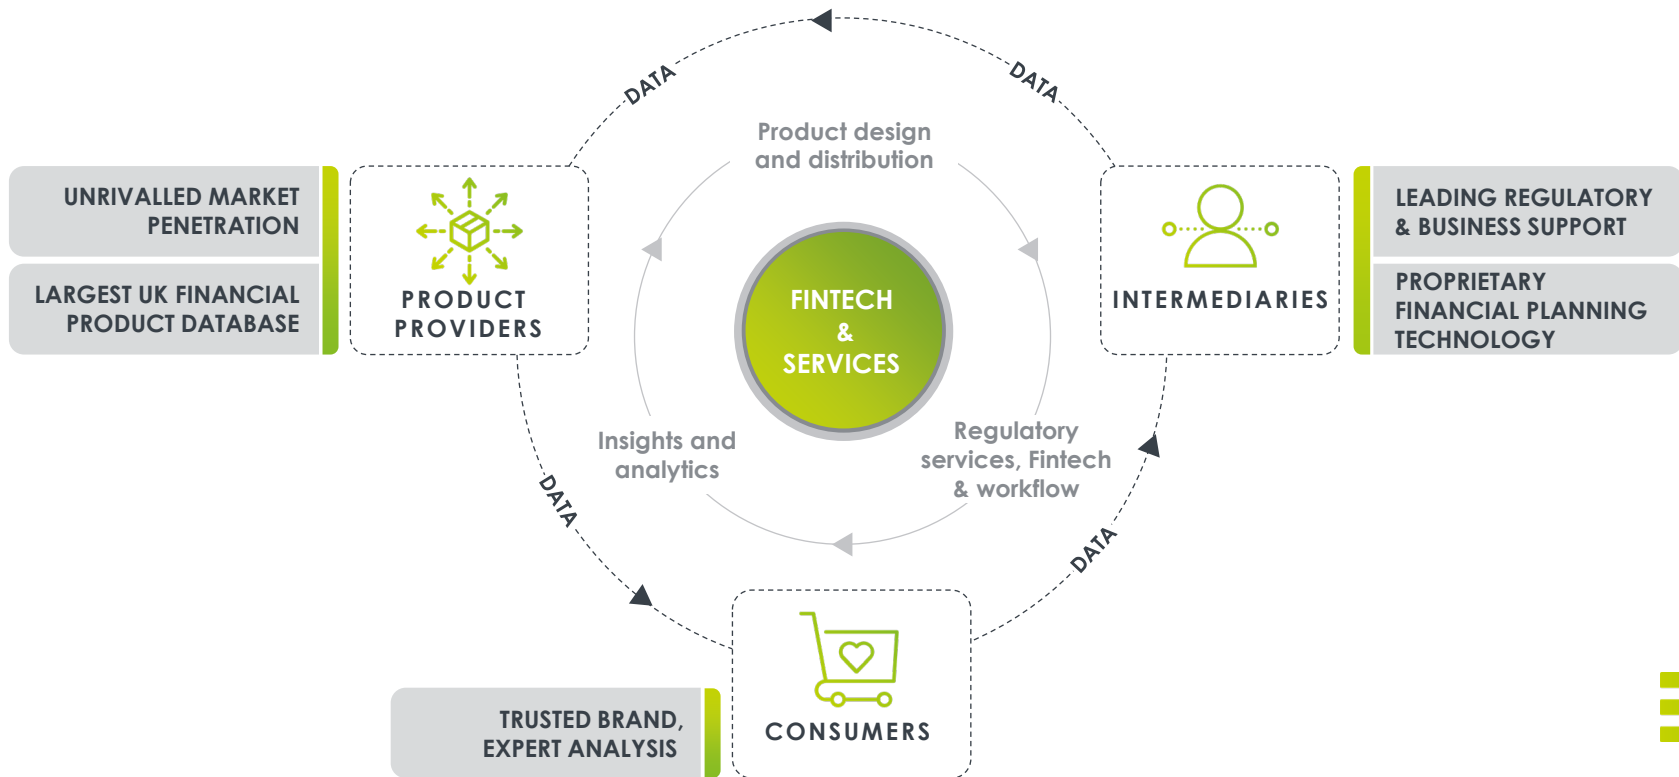 DATA
DATA
Product design
and distribution
UNRIVALLED MARKET
PENETRATION
LARGEST UK FINANCIAL
PRODUCT DATABASE
PRODUCT
PROVIDERS
FINTECH
&
SERVICES
INTERMEDIARIES
LEADING REGULATORY
& BUSINESS SUPPORT
PROPRIETARY
FINANCIAL PLANNING
TECHNOLOGY
Insights and
analytics
Regulatory
services, Fintech
& workflow
DATA
DATA
TRUSTED BRAND,
EXPERT ANALYSIS
CONSUMERS